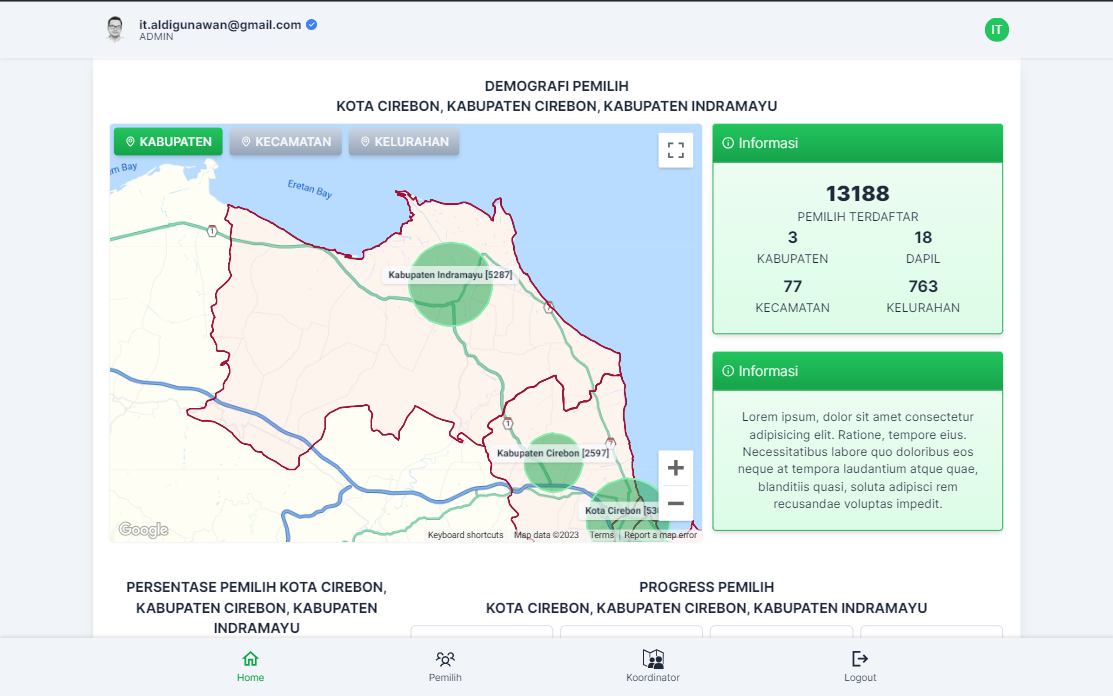 it.aldigunawan@gmail.com
ADMIN
IT
DEMOGRAFI PEMILIH
KOTA CIREBON, KABUPATEN CIREBON, KABUPATEN INDRAMAYU
KABUPATEN
KECAMATAN
KELURAHAN
Bay
Eretan Bay
1
Kabupaten Indramayu [5287]
1
Kabupaten Cirebon [2597]
Kota Cirebon
+
−
Google
Keyboard shortcuts
Map data ©2023
Terms
Report a map error
Informasi
13188
PEMILIH TERDAFTAR
3 18
KABUPATEN DAPIL
77 763
KECAMATAN KELURAHAN
Informasi
Lorem ipsum, dolor sit amet consectetur
adipisicing elit. Ratione, tempore eius.
Necessitatibus labore quo doloribus eos
neque at tempora laudantium atque quae,
blanditiis quasi, soluta adipisci rem
recusandae voluptas impedit.
PERSENTASE PEMILIH KOTA CIREBON,
KABUPATEN CIREBON, KABUPATEN
INDRAMAYU
PROGRESS PEMILIH
KOTA CIREBON, KABUPATEN CIREBON, KABUPATEN INDRAMAYU
Home
Pemilih
Koordinator
Logout